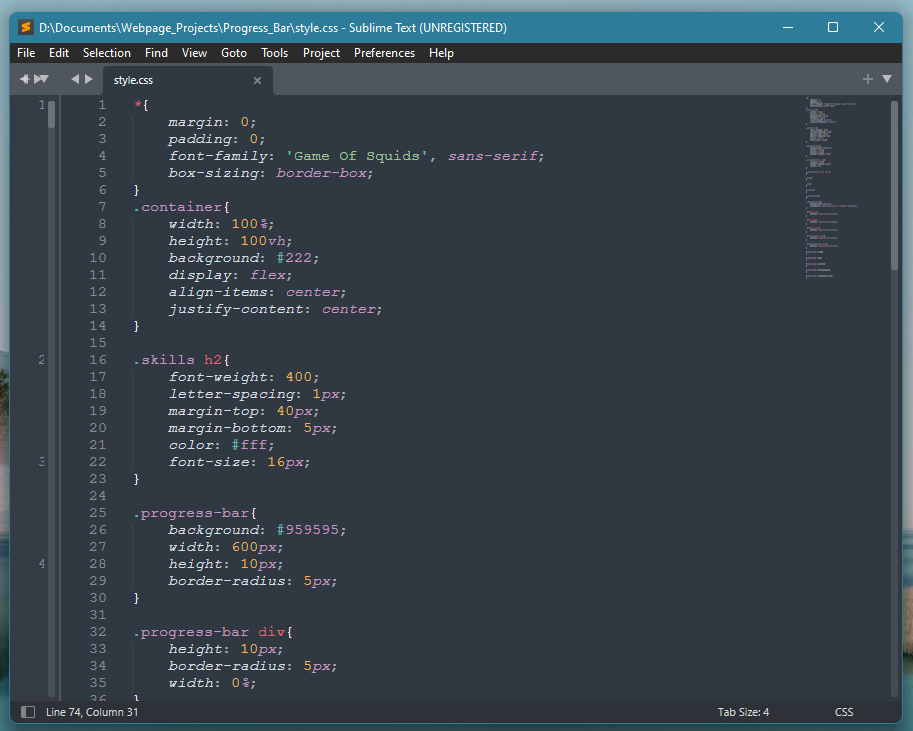 D:\Documents\Webpage_Projects\Progress_Bar\style.css - Sublime Text (UNREGISTERED)
File Edit Selection Find View Goto Tools Project Preferences Help
style.css
1 1 *{
2 margin: 0;
3 padding: 0;
4 font-family: 'Game Of Squids', sans-serif;
5 box-sizing: border-box;
6 }
7 .container{
8 width: 100%;
9 height: 100vh;
10 background: #222;
11 display: flex;
12 align-items: center;
13 justify-content: center;
14 }
15
2 16 .skills h2{
17 font-weight: 400;
18 letter-spacing: 1px;
19 margin-top: 40px;
20 margin-bottom: 5px;
21 color: #fff;
3 22 font-size: 16px;
23 }
24
25 .progress-bar{
26 background: #959595;
27 width: 600px;
4 28 height: 10px;
29 border-radius: 5px;
30 }
31
32 .progress-bar div{
33 height: 10px;
34 border-radius: 5px;
35 width: 0%;
36 }
Line 74, Column 31 Tab Size: 4 CSS